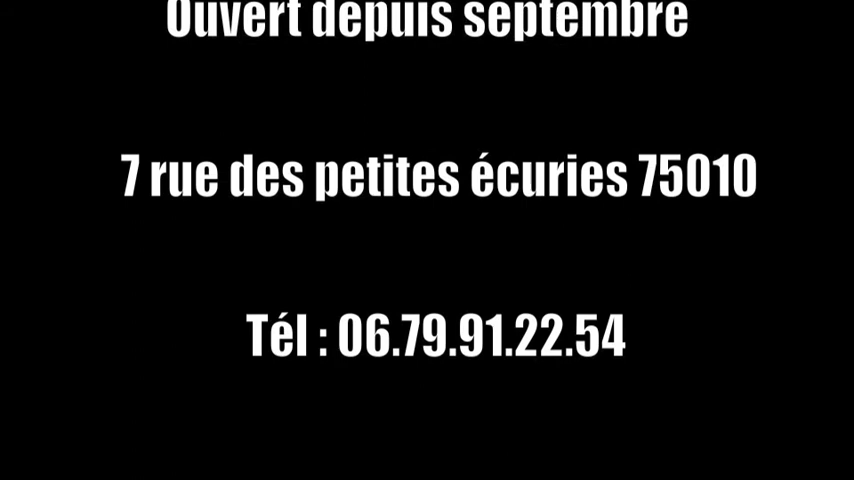 Ouvert depuis septembre
7 rue des petites écuries 75010
Tél : 06.79.91.22.54